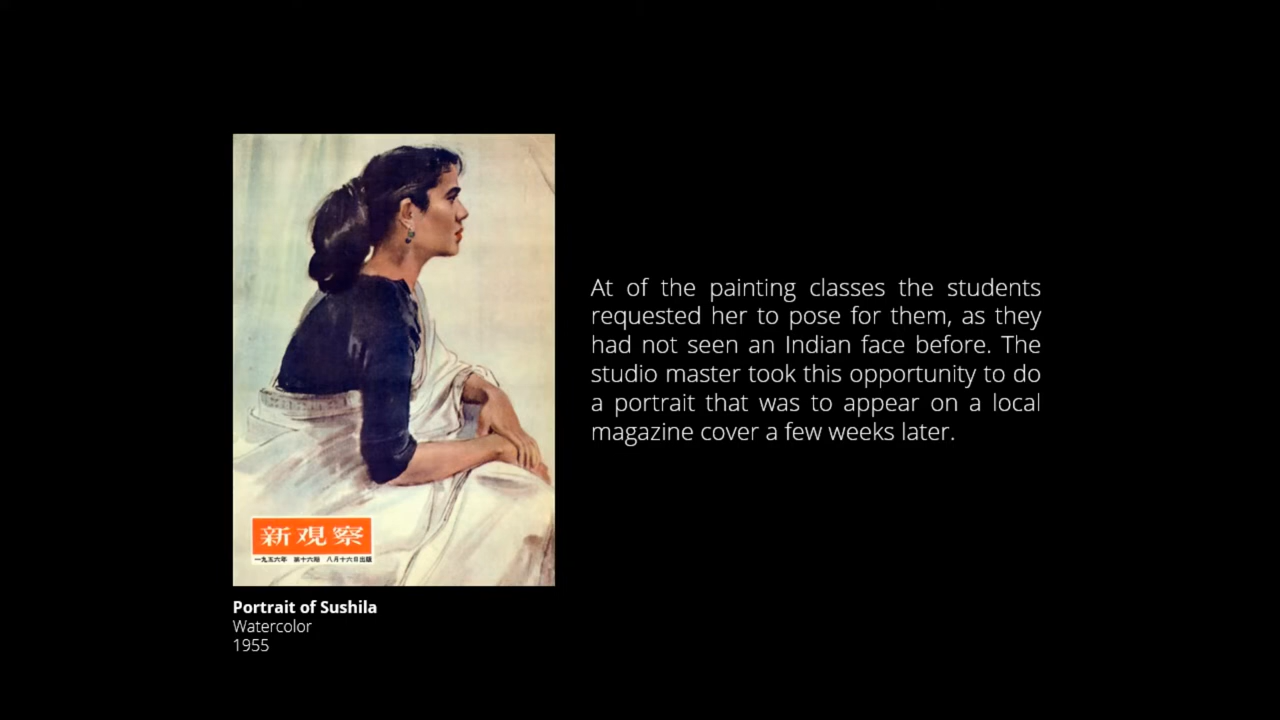 新观察
一九五六年 第十六期 八月十六日出版
Portrait of Sushila
Watercolor
1955
At of the painting classes the students
requested her to pose for them, as they
had not seen an Indian face before. The
studio master took this opportunity to do
a portrait that was to appear on a local
magazine cover a few weeks later.